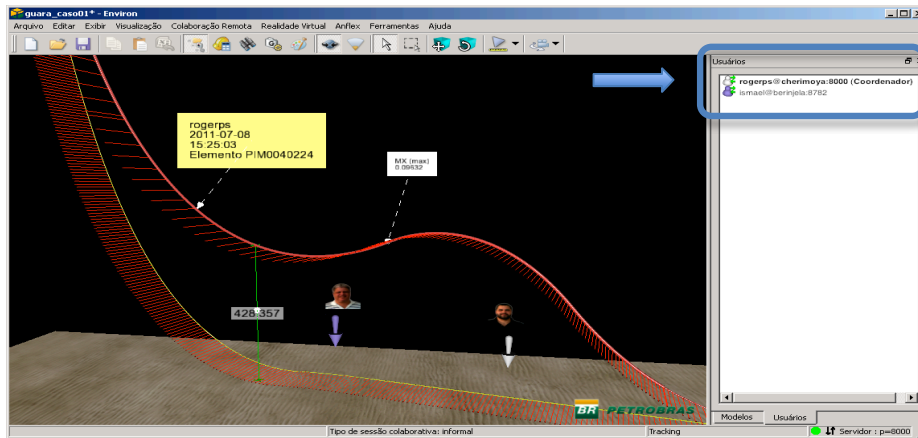 guara_caso01* - Environ
Arquivo Editar Exibir Visualização Colaboração Remota Realidade Virtual Anflex Ferramentas Ajuda
Usuários
rogerps@cherimoya:8000 (Coordenador)
ismael@berinjela:8782
rogerps
2011-07-08
15:25:03
Elemento PIM0040224
MX (max)
0.09632
428.357
BR PETROBRAS
Modelos Usuários
Tipo de sessão colaborativa: informal Tracking Servidor : p=8000